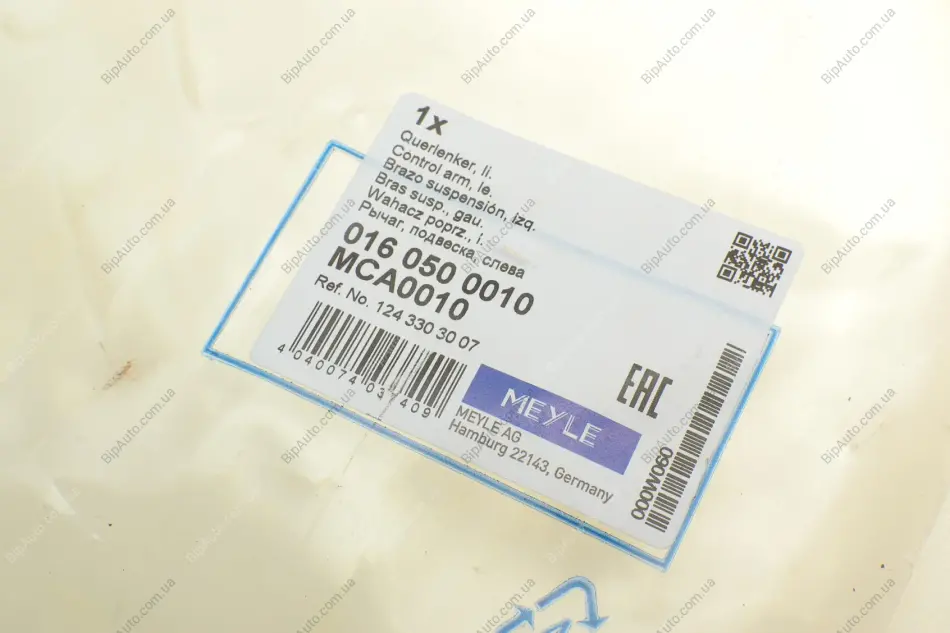 1x
Querlenker, li.
Control arm, le.
Brazo suspensión, izq.
Bras susp., gau.
Wahacz poprz., i.
Рычаг, подвеска, слева
016 050 0010
MCA0010
Ref. No. 124 330 30 07
4 040074 037409
MEYLE
MEYLE AG
Hamburg 22143, Germany
EAC
000W060
BipAuto.com.ua